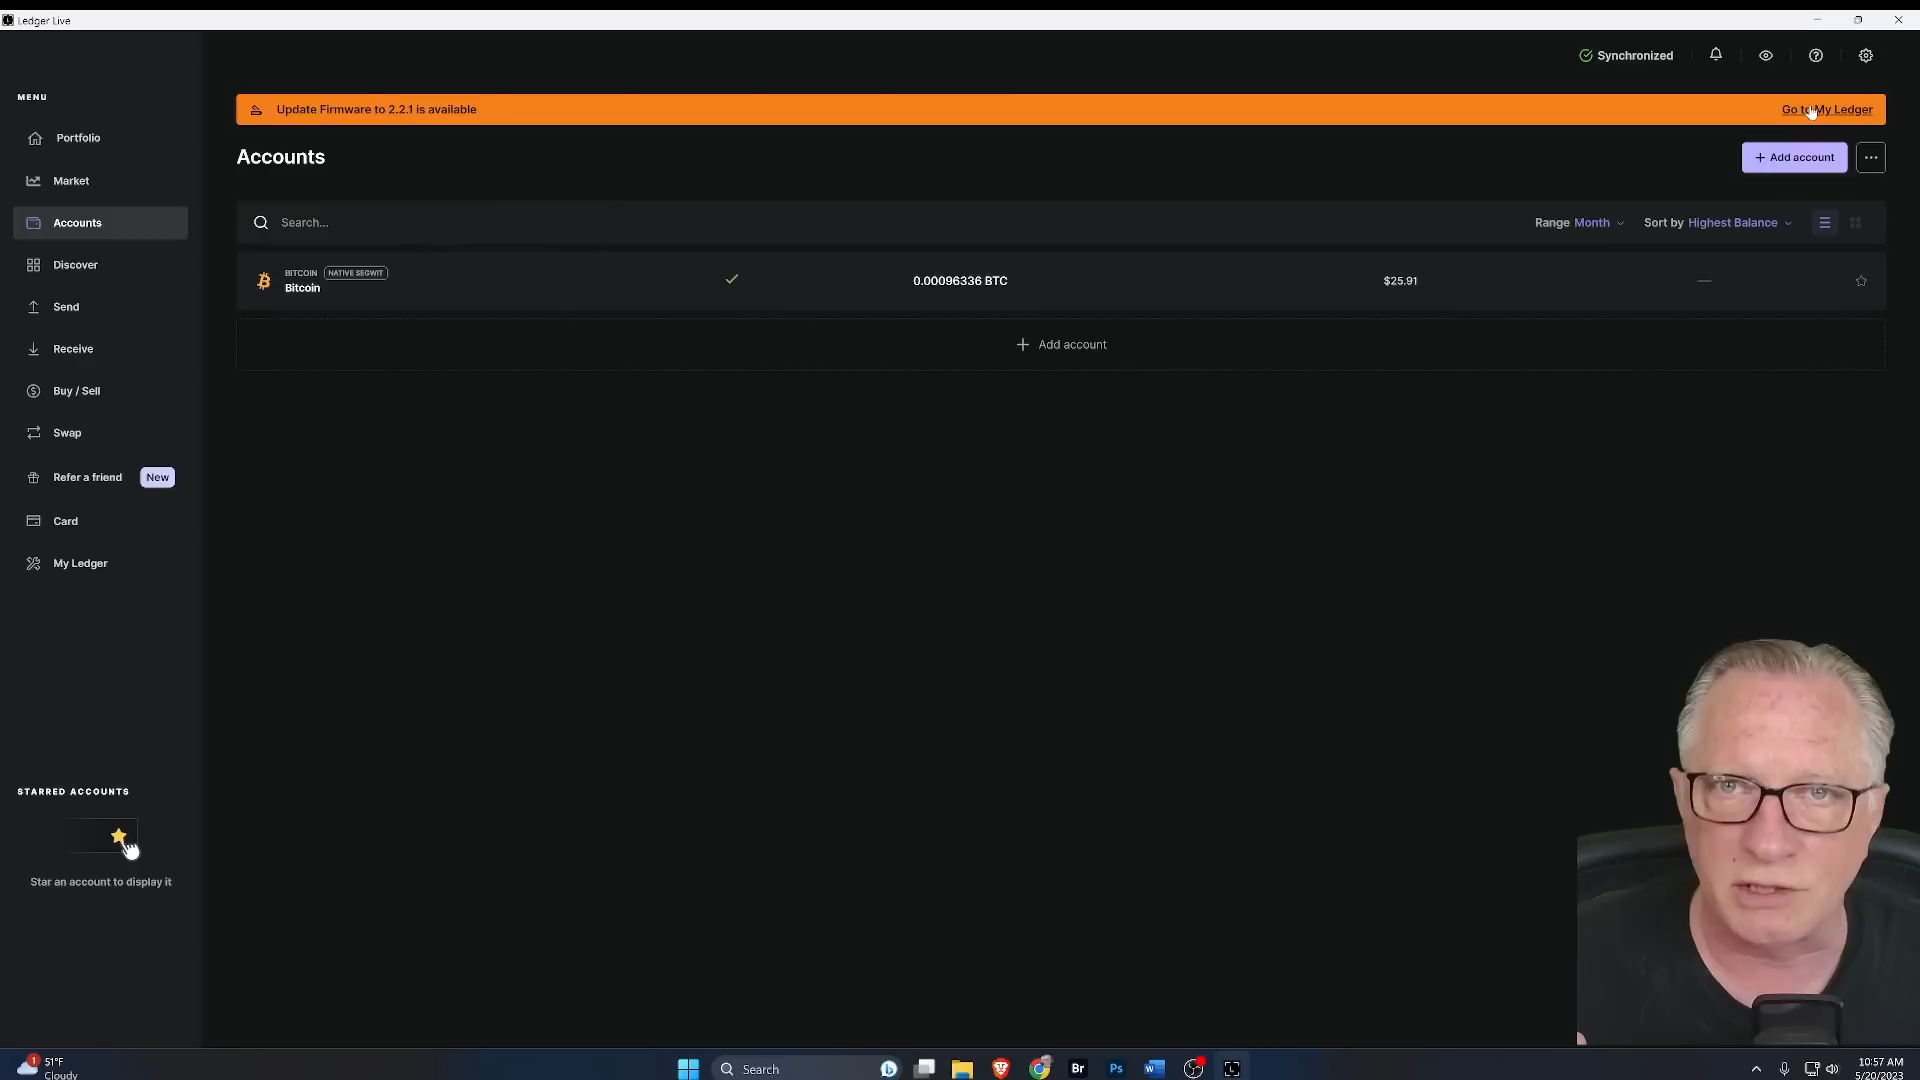 Ledger Live
Synchronized
MENU
Update Firmware to 2.2.1 is available
Go to My Ledger
Portfolio
Accounts
+ Add account
Market
Accounts
Search...
Range Month
Sort by Highest Balance
Discover
BITCOIN NATIVE SEGWIT
Bitcoin
0.00096336 BTC
$25.91
—
Send
+ Add account
Receive
Buy / Sell
Swap
Refer a friend New
Card
My Ledger
STARRED ACCOUNTS
Star an account to display it
1
51°F
Cloudy
Search
Br
Ps
W
L
10:57 AM
5/20/2023